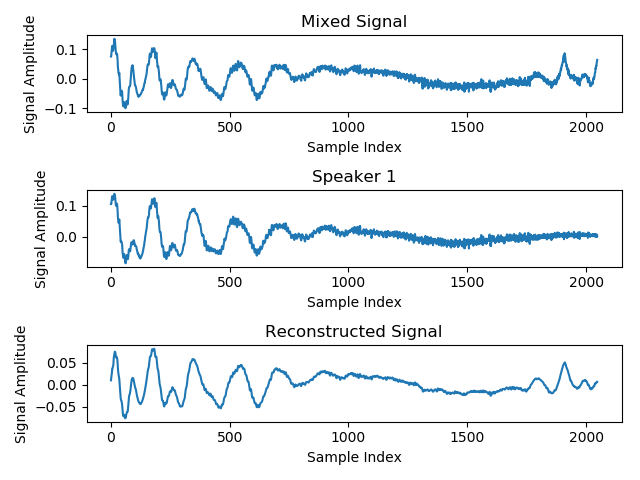 Mixed Signal
Signal Amplitude
0.1
0.0
−0.1
0 500 1000 1500 2000
Sample Index
Speaker 1
Signal Amplitude
0.1
0.0
0 500 1000 1500 2000
Sample Index
Reconstructed Signal
Signal Amplitude
0.05
0.00
−0.05
0 500 1000 1500 2000
Sample Index